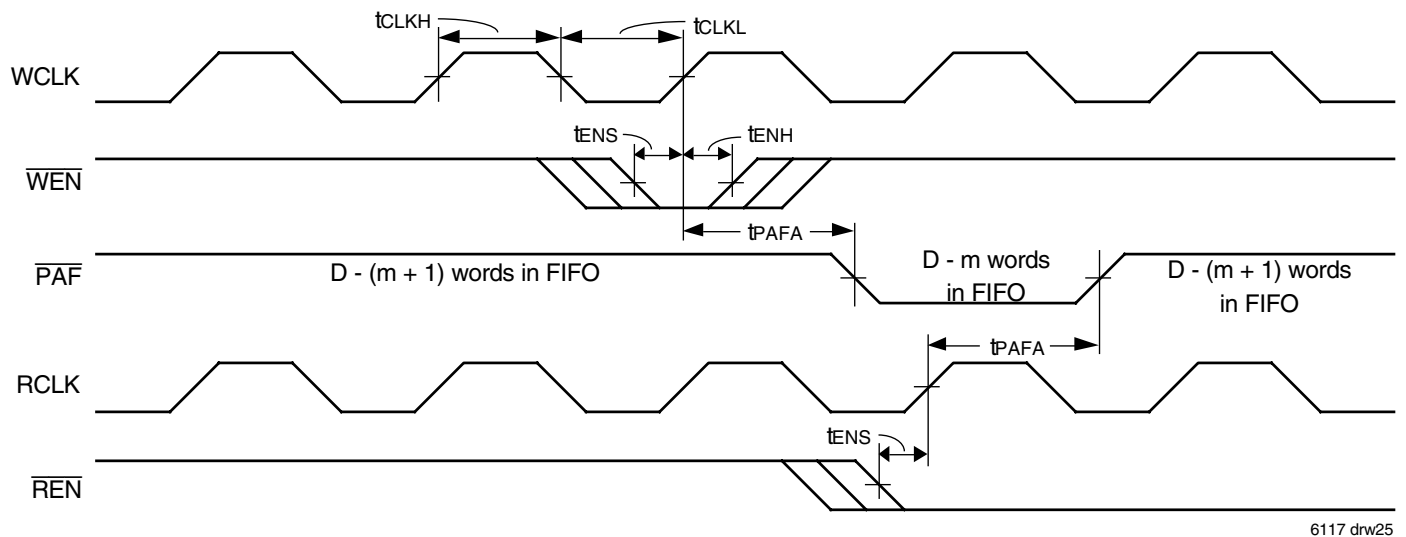 tCLKH
tCLKL
WCLK
tENS
tENH
WEN
tPAFA
PAF
D - (m + 1) words in FIFO
D - m words
in FIFO
D - (m + 1) words
in FIFO
tPAFA
RCLK
tENS
REN
6117 drw25